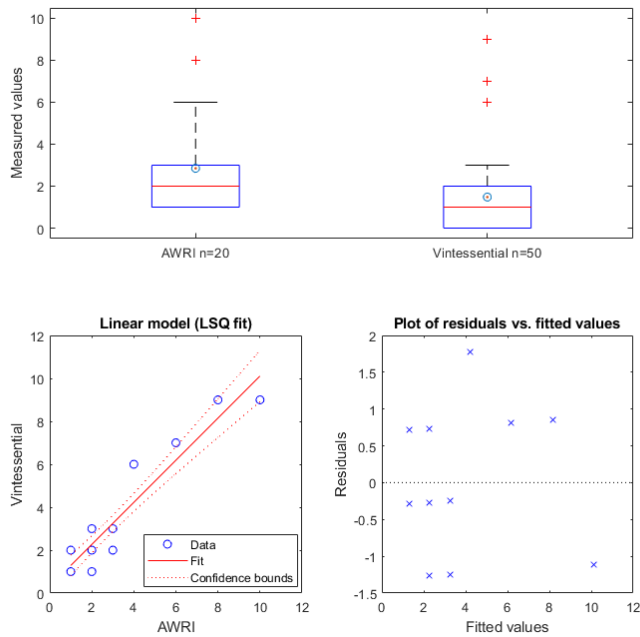 10
8
6
4
2
0
Measured values
AWRI n=20
Vintessential n=50
Linear model (LSQ fit)
12
10
8
6
4
2
0
Vintessential
Data
Fit
Confidence bounds
0 2 4 6 8 10 12
AWRI
Plot of residuals vs. fitted values
2
1.5
1
0.5
0
-0.5
-1
-1.5
Residuals
0 2 4 6 8 10 12
Fitted values